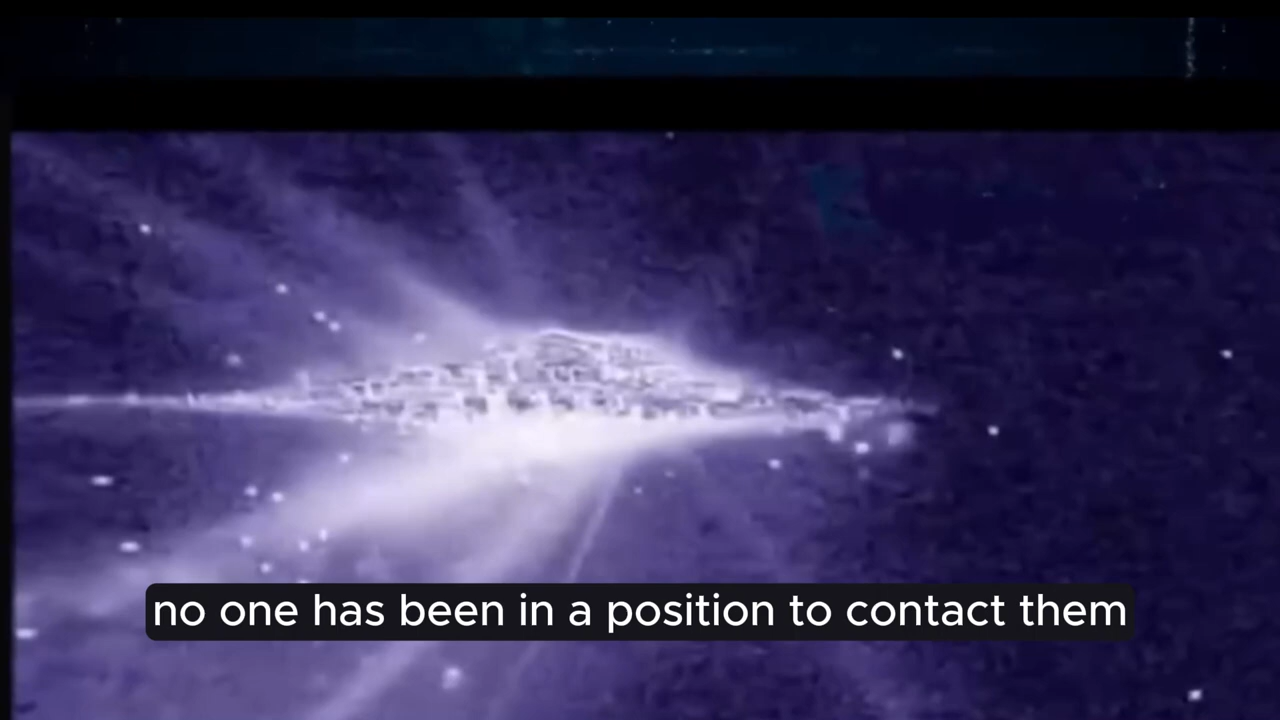 no one has been in a position to contact them